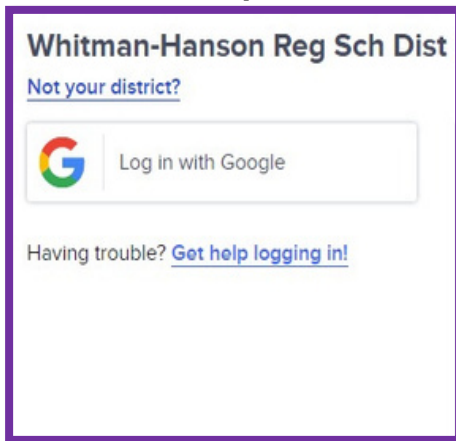 Whitman-Hanson Reg Sch Dist
Not your district?
Log in with Google
Having trouble? Get help logging in!